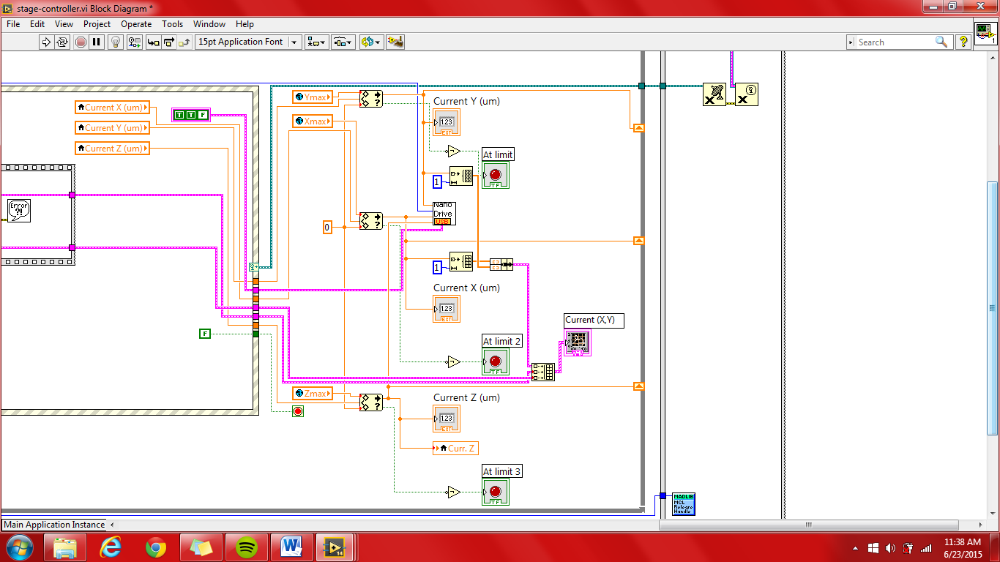 stage-controller.vi Block Diagram *
File Edit View Project Operate Tools Window Help
15pt Application Font
Search
?
1
Current X (um)
Current Y (um)
Current Z (um)
T T F
Error
?!
F
Ymax
Xmax
0
Zmax
?
?
?
Current Y (um)
1.23
EXT
At limit
TF
1
Nano
Drive
USB
1
Current X (um)
1.23
EXT
At limit 2
TF
Current (X,Y)
Current Z (um)
1.23
EXT
Curr. Z
At limit 3
TF
X
X
MADLIB
MCL
Release
Handle
Main Application Instance
W
14
11:38 AM
6/23/2015